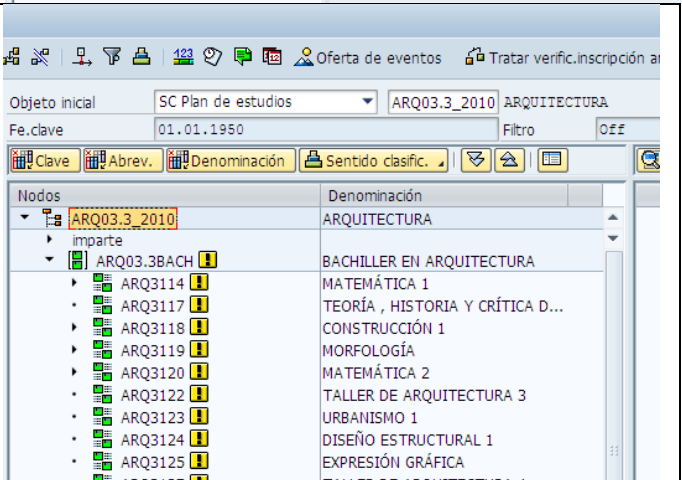 Oferta de eventos Tratar verific.inscripción
Objeto inicial SC Plan de estudios ARQ03.3_2010 ARQUITECTURA
Fe.clave 01.01.1950 Filtro Off
Clave Abrev. Denominación Sentido clasific.
Nodos Denominación
ARQ03.3_2010 ARQUITECTURA
imparte
ARQ03.3BACH BACHILLER EN ARQUITECTURA
ARQ3114 MATEMÁTICA 1
ARQ3117 TEORÍA , HISTORIA Y CRÍTICA D...
ARQ3118 CONSTRUCCIÓN 1
ARQ3119 MORFOLOGÍA
ARQ3120 MATEMÁTICA 2
ARQ3122 TALLER DE ARQUITECTURA 3
ARQ3123 URBANISMO 1
ARQ3124 DISEÑO ESTRUCTURAL 1
ARQ3125 EXPRESIÓN GRÁFICA